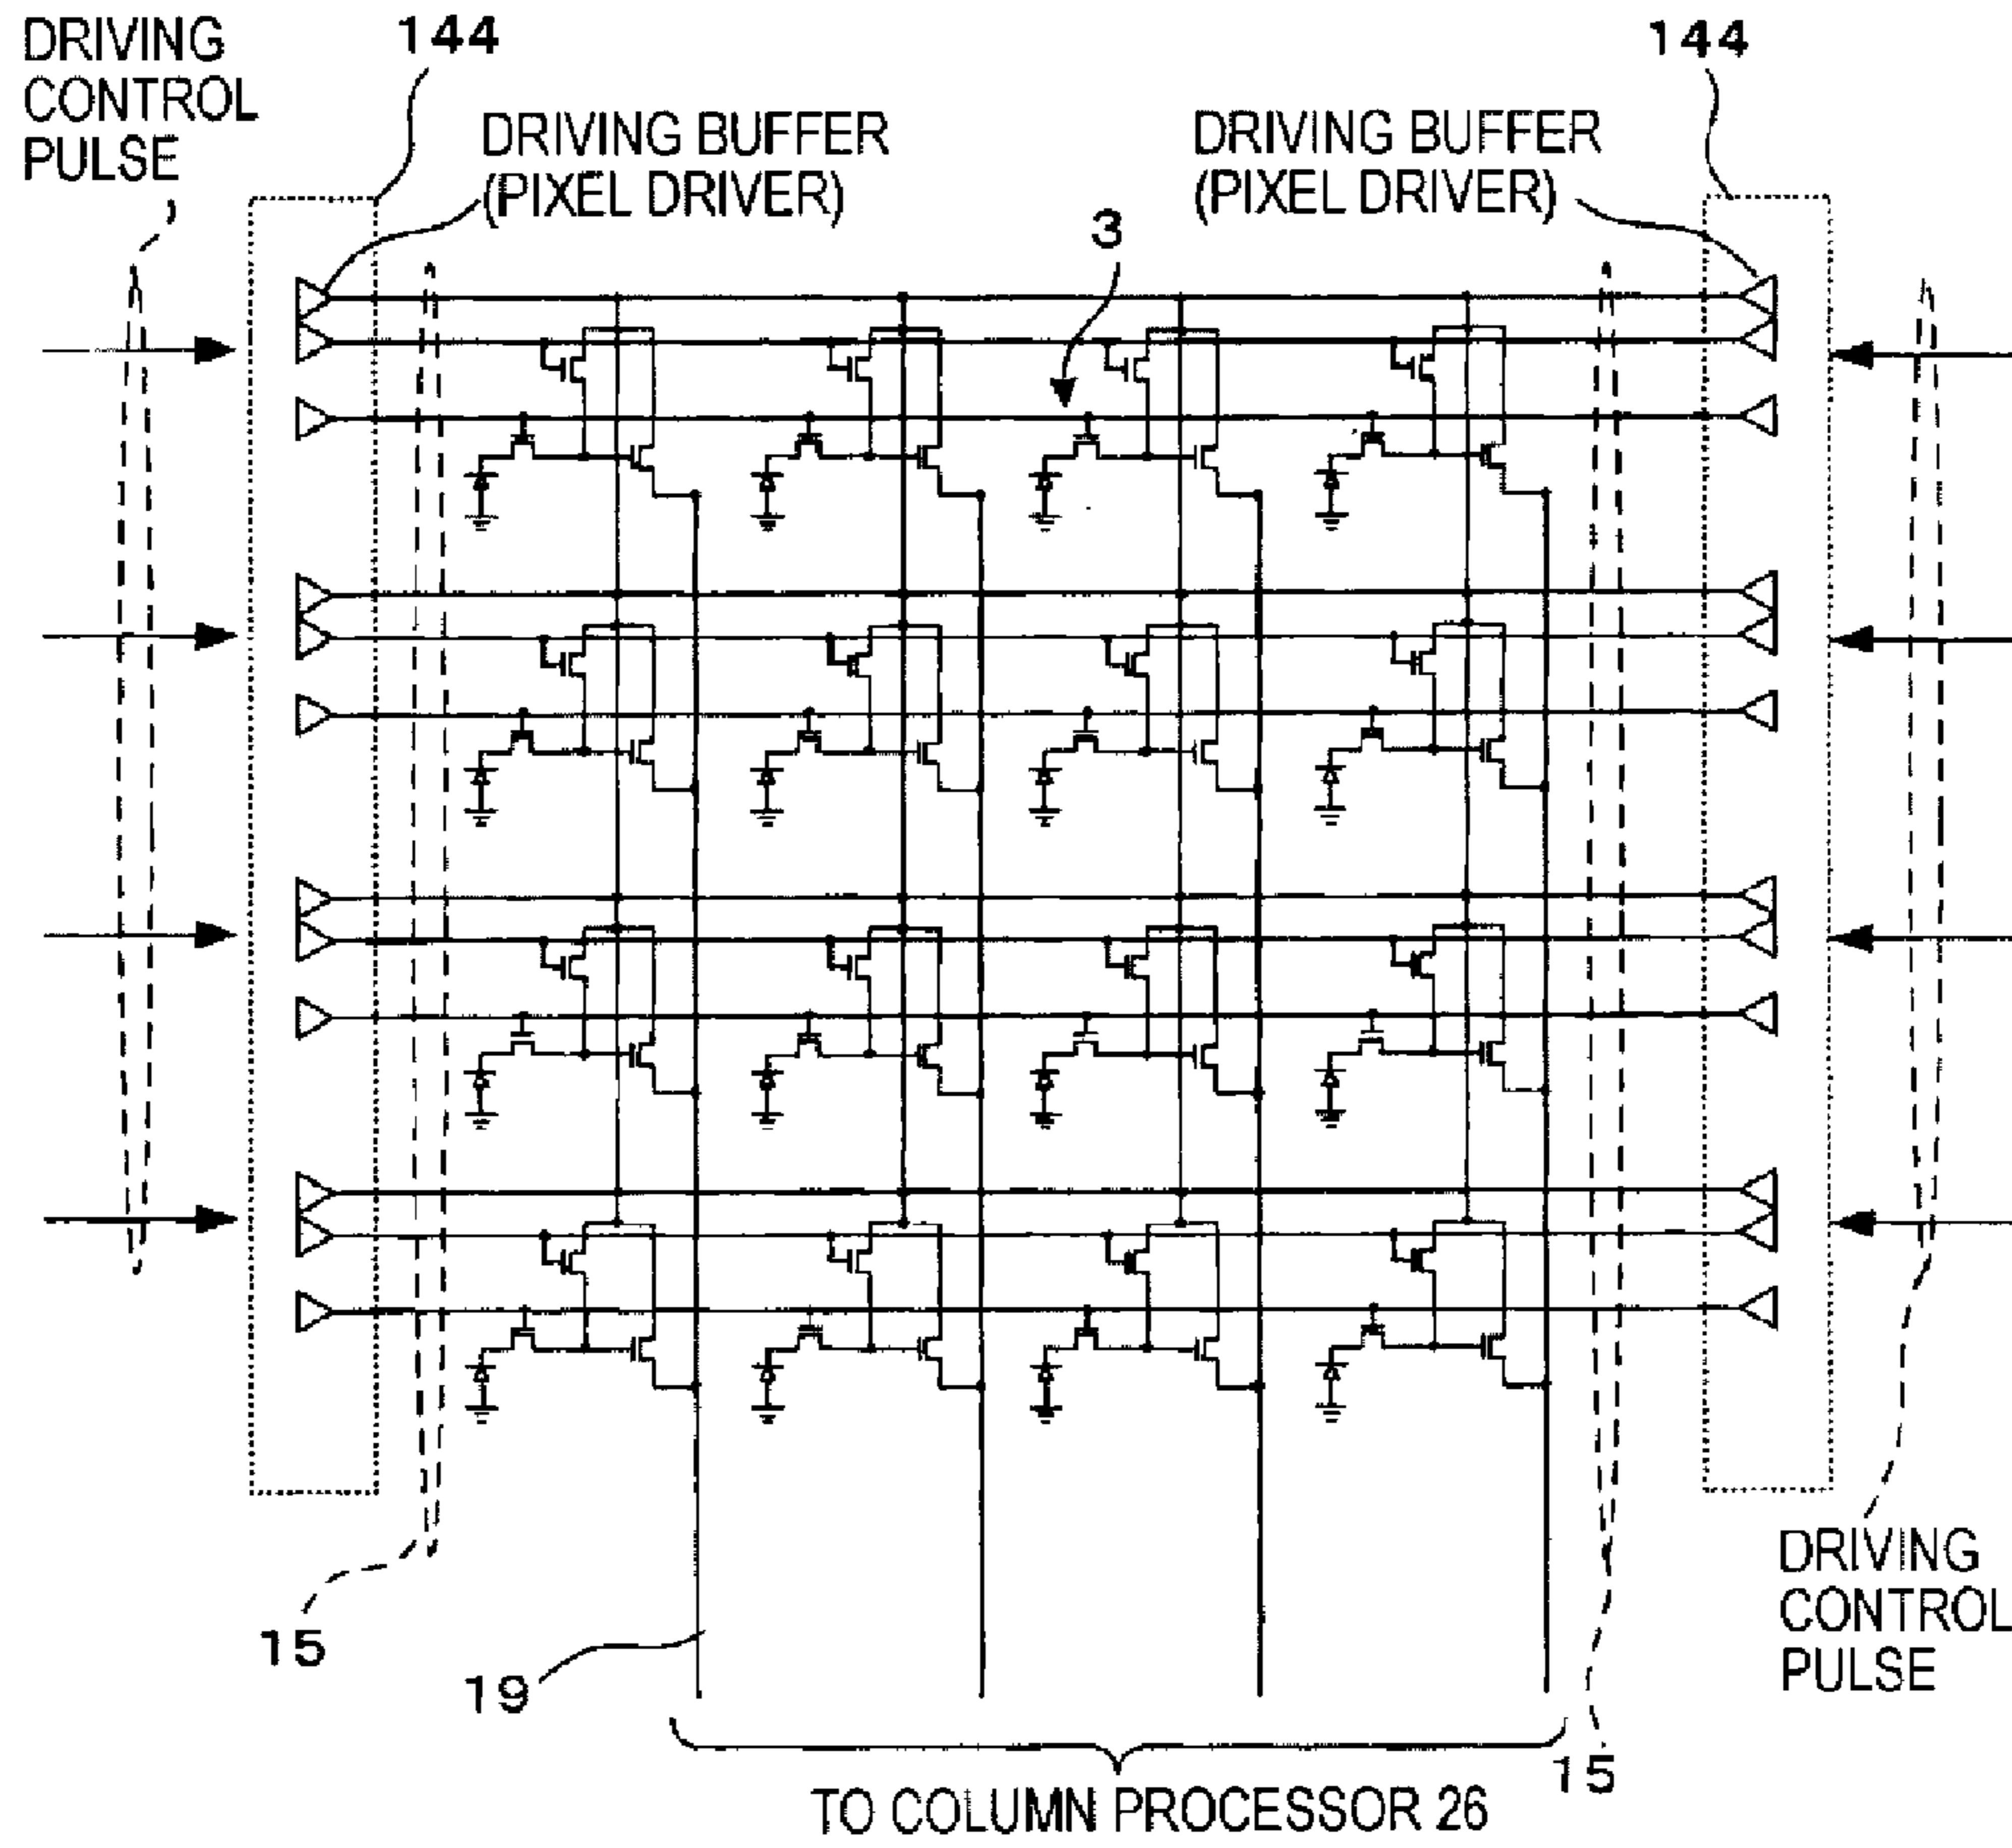 DRIVING
CONTROL
PULSE
144
DRIVING BUFFER
(PIXEL DRIVER)
3
DRIVING BUFFER
(PIXEL DRIVER)
144
15
19
TO COLUMN PROCESSOR 26
15
DRIVING
CONTROL
PULSE